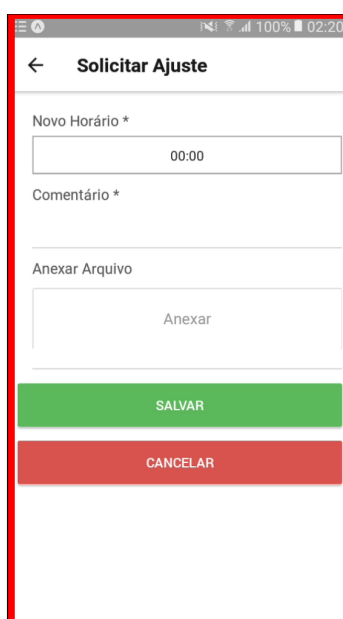 100% 02:20
Solicitar Ajuste
Novo Horário *
00:00
Comentário *
Anexar Arquivo
Anexar
SALVAR
CANCELAR